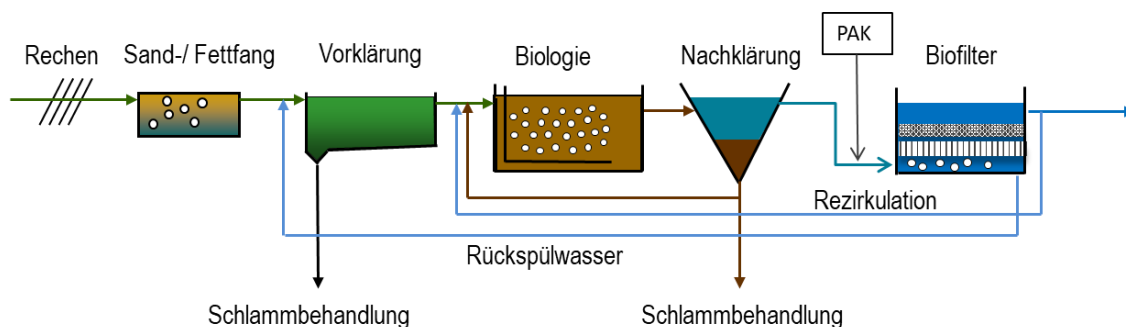 Rechen
Sand-/ Fettfang
Vorklärung
Biologie
Nachklärung
PAK
Biofilter
Rezirkulation
Rückspülwasser
Schlammbehandlung
Schlammbehandlung